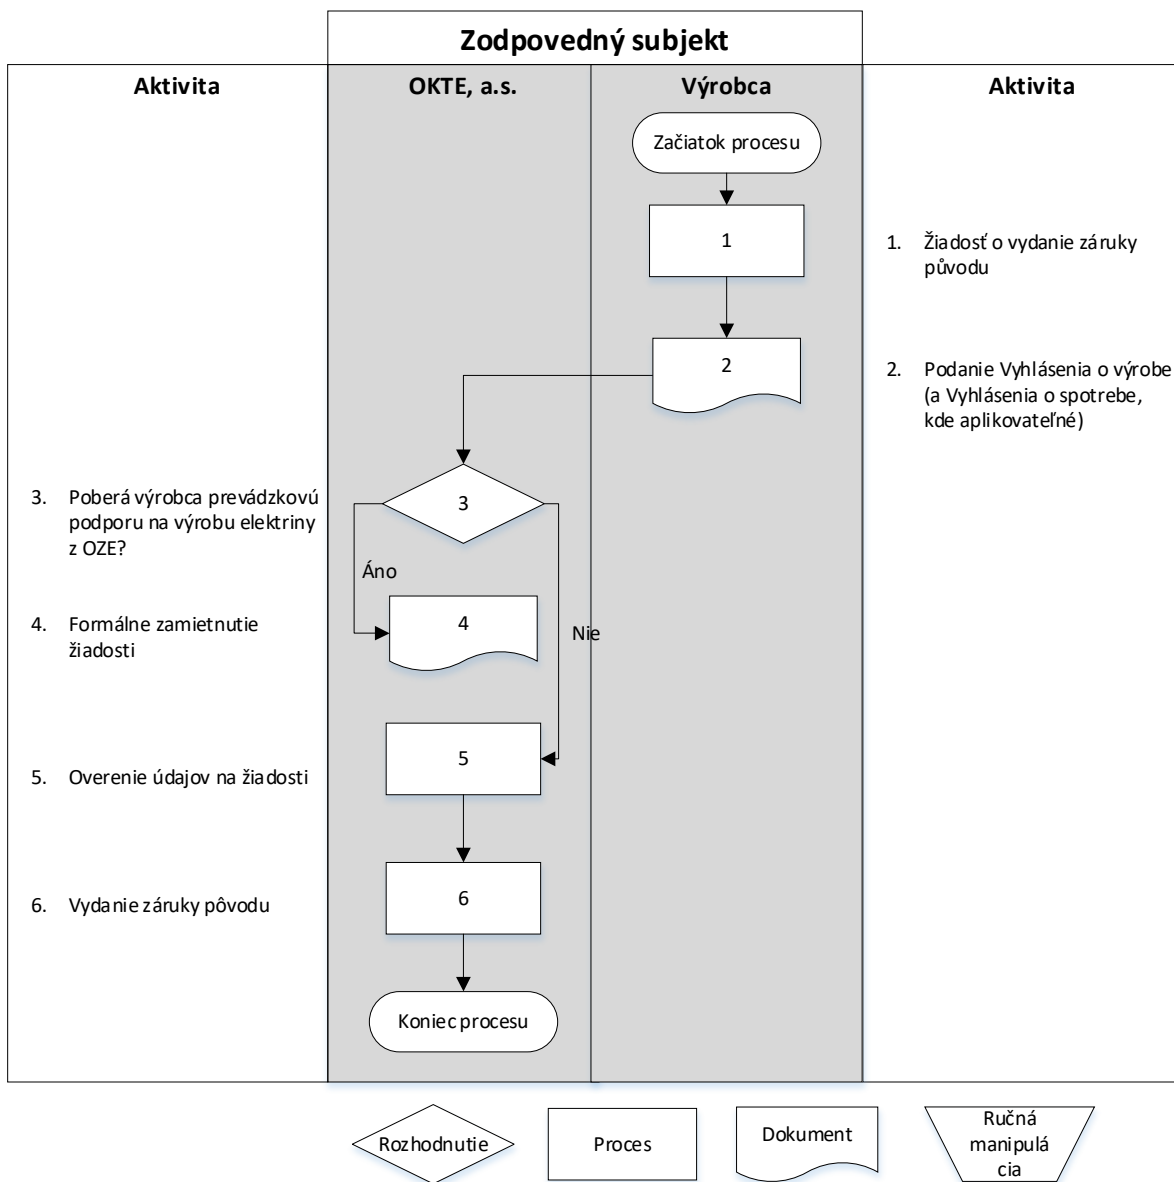 Zodpovedný subjekt
Aktivita
OKTE, a.s.
Výrobca
Aktivita
Začiatok procesu
1
1. Žiadosť o vydanie záruky
původu
2
2. Podanie Vyhlásenia o výrobe
(a Vyhlásenia o spotrebe,
kde aplikovateľné)
3. Poberá výrobca prevádzkovú
podporu na výrobu elektriny
z OZE?
3
Áno
4. Formálne zamietnutie
žiadosti
4
Nie
5. Overenie údajov na žiadosti
5
6. Vydanie záruky pôvodu
6
Koniec procesu
Rozhodnutie
Proces
Dokument
Ručná
manipulá
cia